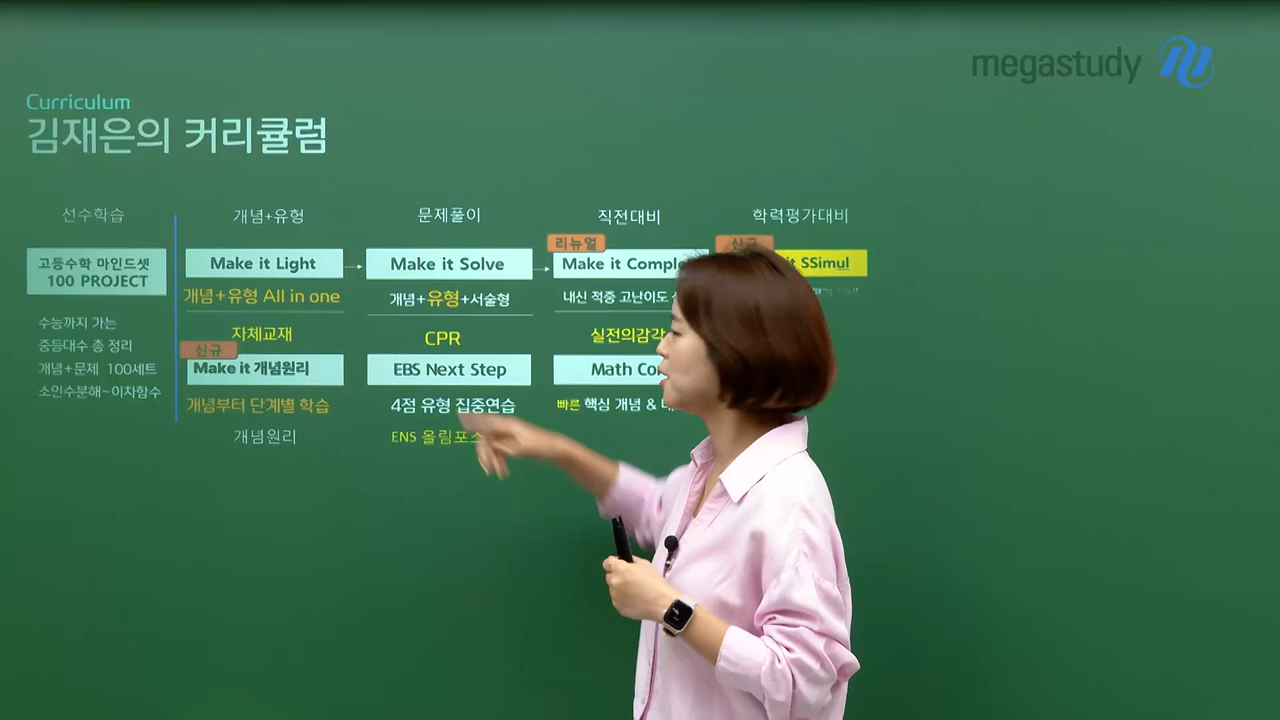 megastudy
Curriculum
김재은의 커리큘럼
선수학습
고등수학 마인드셋
100 PROJECT
수능까지 가는
중등대수 총 정리
개념+문제 100세트
소인수분해~이차함수
개념+유형
Make it Light
개념+유형 All in one
자체교재
신규
Make it 개념원리
개념부터 단계별 학습
개념원리
문제풀이
Make it Solve
개념+유형+서술형
CPR
EBS Next Step
4점 유형 집중연습
ENS 올림포스
직전대비
리뉴얼
Make it
내신 적중 고난이도
실전의감각
Math
빠른 핵심 개념 &
학력평가대비
신규
it SSimul